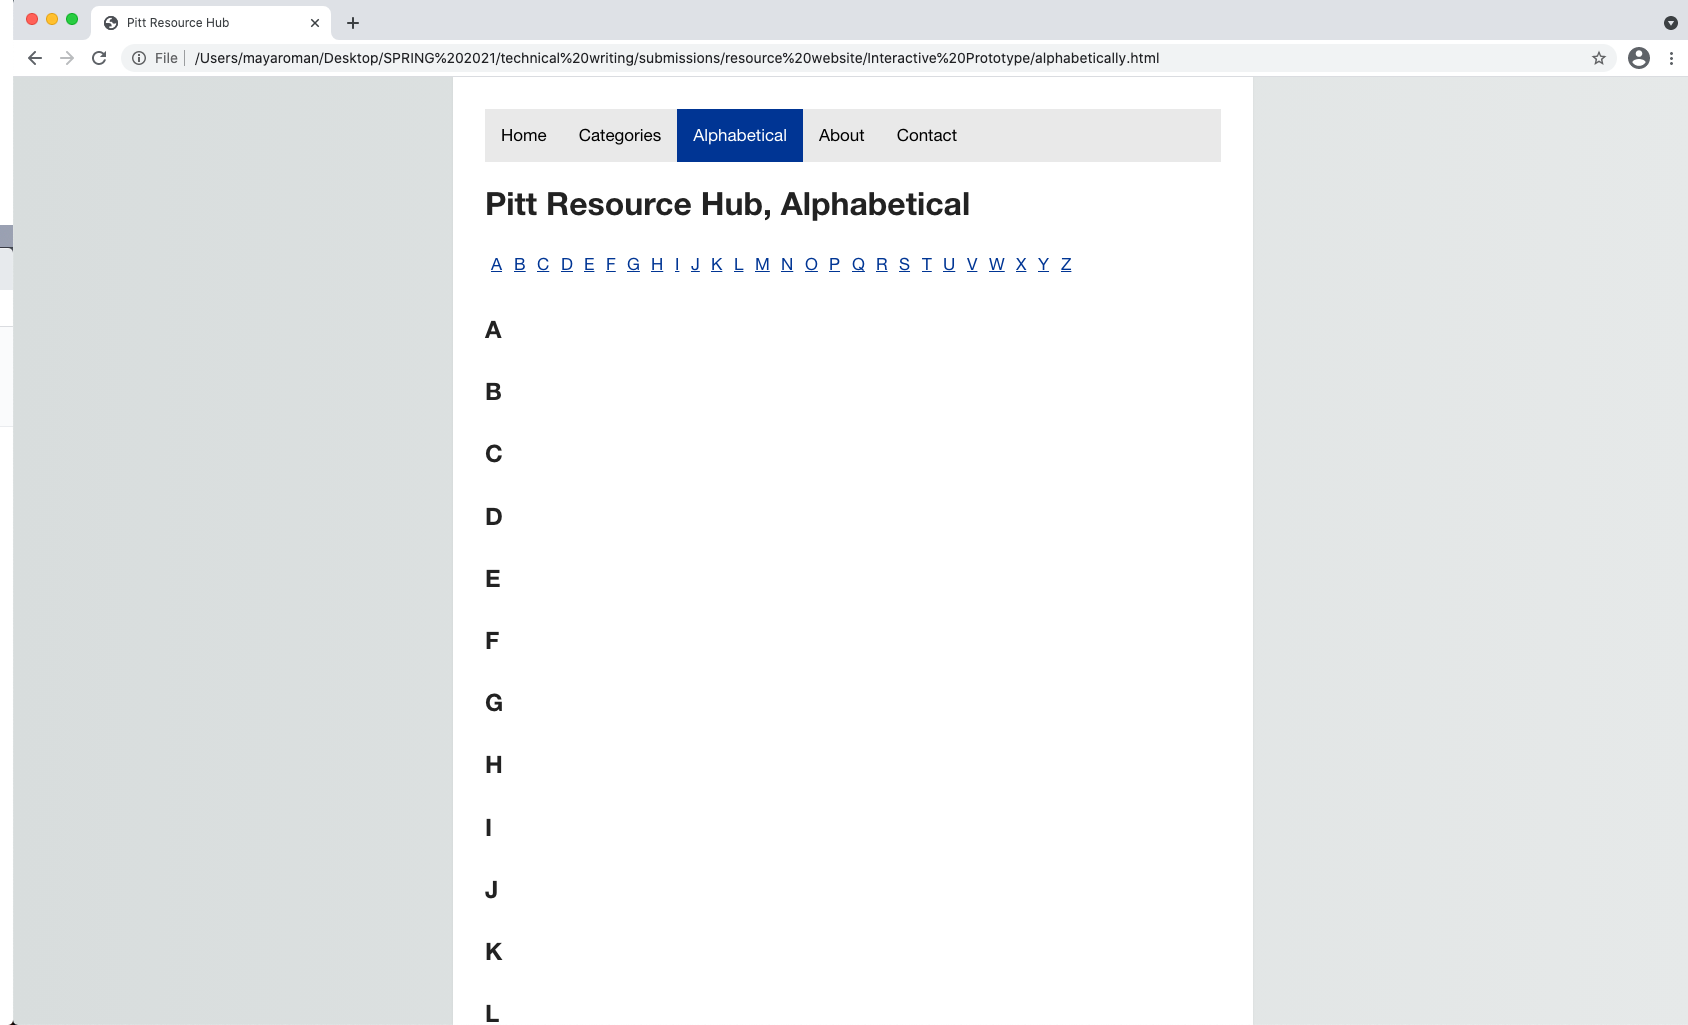 Pitt Resource Hub
File /Users/mayaroman/Desktop/SPRING%202021/technical%20writing/submissions/resource%20website/Interactive%20Prototype/alphabetically.html
Home Categories Alphabetical About Contact
Pitt Resource Hub, Alphabetical
A B C D E F G H I J K L M N O P Q R S T U V W X Y Z
A
B
C
D
E
F
G
H
I
J
K
L